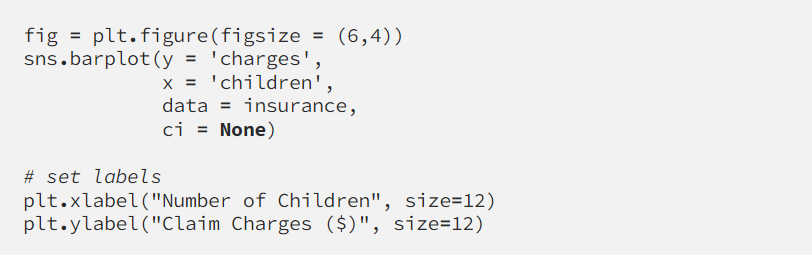 fig = plt.figure(figsize = (6,4))
sns.barplot(y = 'charges',
            x = 'children',
            data = insurance,
            ci = None)

# set labels
plt.xlabel("Number of Children", size=12)
plt.ylabel("Claim Charges ($)", size=12)